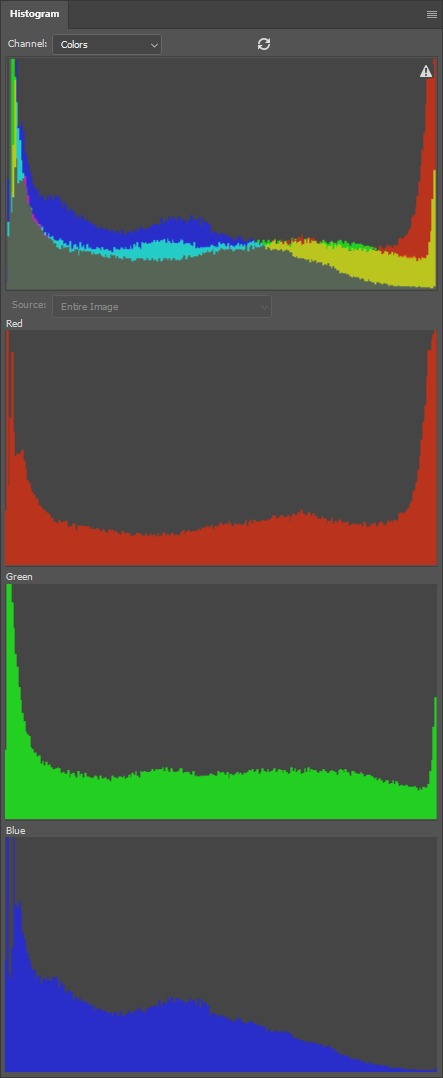 Histogram
Channel: Colors
Source: Entire Image
Red
Green
Blue